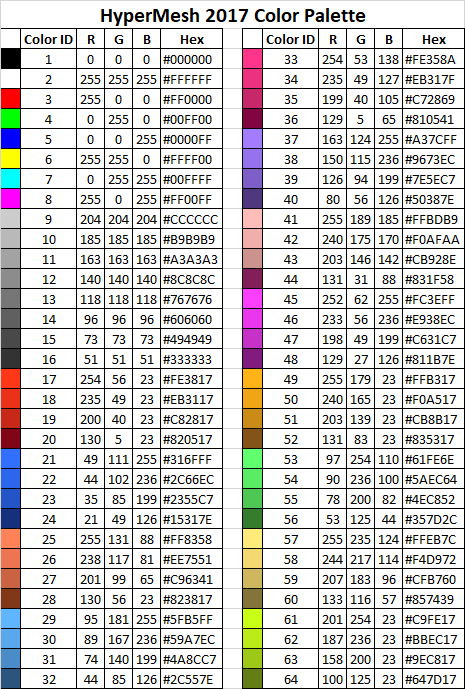 HyperMesh 2017 Color Palette
Color ID R G B Hex Color ID R G B Hex
1 0 0 0 #000000 33 254 53 138 #FE358A
2 255 255 255 #FFFFFF 34 235 49 127 #EB317F
3 255 0 0 #FF0000 35 199 40 105 #C72869
4 0 255 0 #00FF00 36 129 5 65 #810541
5 0 0 255 #0000FF 37 163 124 255 #A37CFF
6 255 255 0 #FFFF00 38 150 115 236 #9673EC
7 0 255 255 #00FFFF 39 126 94 199 #7E5EC7
8 255 0 255 #FF00FF 40 80 56 126 #50387E
9 204 204 204 #CCCCCC 41 255 189 185 #FFBDB9
10 185 185 185 #B9B9B9 42 240 175 170 #F0AFAA
11 163 163 163 #A3A3A3 43 203 146 142 #CB928E
12 140 140 140 #8C8C8C 44 131 31 88 #831F58
13 118 118 118 #767676 45 252 62 255 #FC3EFF
14 96 96 96 #606060 46 233 56 236 #E938EC
15 73 73 73 #494949 47 198 49 199 #C631C7
16 51 51 51 #333333 48 129 27 126 #811B7E
17 254 56 23 #FE3817 49 255 179 23 #FFB317
18 235 49 23 #EB3117 50 240 165 23 #F0A517
19 200 40 23 #C82817 51 203 139 23 #CB8B17
20 130 5 23 #820517 52 131 83 23 #835317
21 49 111 255 #316FFF 53 97 254 110 #61FE6E
22 44 102 236 #2C66EC 54 90 236 100 #5AEC64
23 35 85 199 #2355C7 55 78 200 82 #4EC852
24 21 49 126 #15317E 56 53 125 44 #357D2C
25 255 131 88 #FF8358 57 255 235 124 #FFEB7C
26 238 117 81 #EE7551 58 244 217 114 #F4D972
27 201 99 65 #C96341 59 207 183 96 #CFB760
28 130 56 23 #823817 60 133 116 57 #857439
29 95 181 255 #5FB5FF 61 201 254 23 #C9FE17
30 89 167 236 #59A7EC 62 187 236 23 #BBEC17
31 74 140 199 #4A8CC7 63 158 200 23 #9EC817
32 44 85 126 #2C557E 64 100 125 23 #647D17